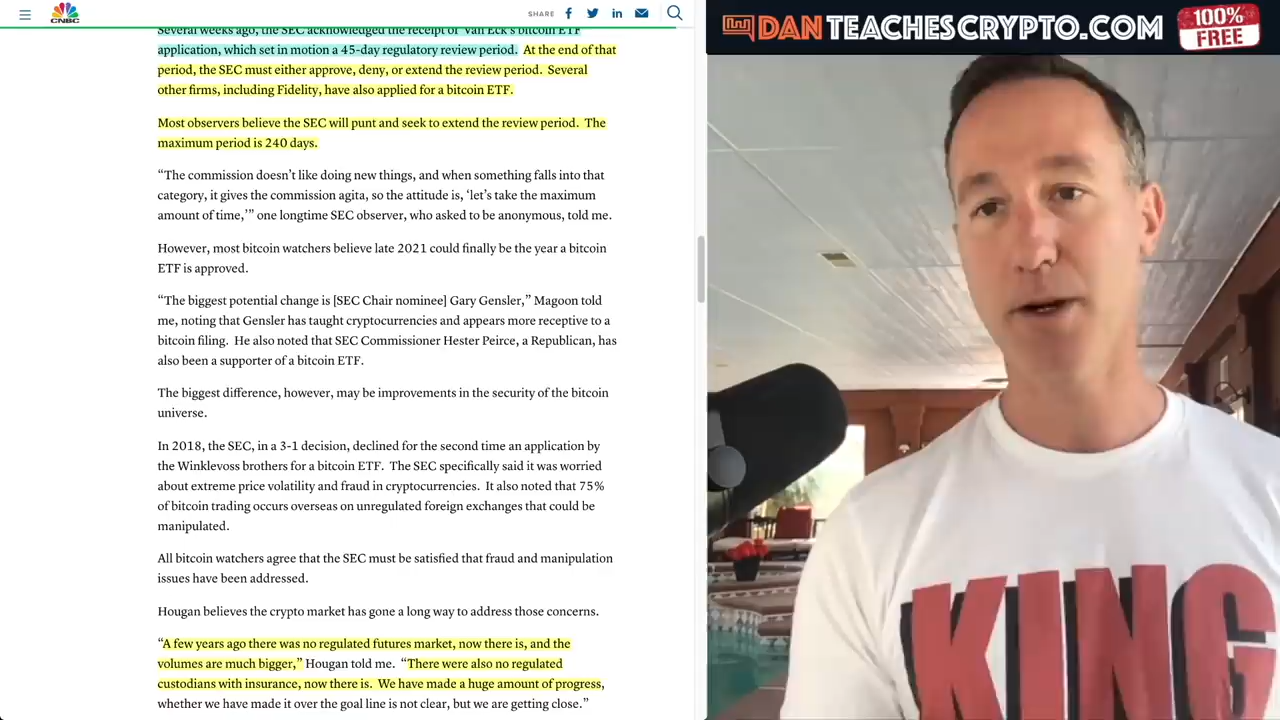 SHARE
CNBC
DANTEACHESCRYPTO.COM
100%
FREE
Several weeks ago, the SEC acknowledged the receipt of Van Eck's bitcoin ETF
application, which set in motion a 45-day regulatory review period. At the end of that
period, the SEC must either approve, deny, or extend the review period. Several
other firms, including Fidelity, have also applied for a bitcoin ETF.
Most observers believe the SEC will punt and seek to extend the review period. The
maximum period is 240 days.
“The commission doesn’t like doing new things, and when something falls into that
category, it gives the commission agita, so the attitude is, ‘let’s take the maximum
amount of time,’” one longtime SEC observer, who asked to be anonymous, told me.
However, most bitcoin watchers believe late 2021 could finally be the year a bitcoin
ETF is approved.
“The biggest potential change is [SEC Chair nominee] Gary Gensler,” Magoon told
me, noting that Gensler has taught cryptocurrencies and appears more receptive to a
bitcoin filing. He also noted that SEC Commissioner Hester Peirce, a Republican, has
also been a supporter of a bitcoin ETF.
The biggest difference, however, may be improvements in the security of the bitcoin
universe.
In 2018, the SEC, in a 3-1 decision, declined for the second time an application by
the Winklevoss brothers for a bitcoin ETF. The SEC specifically said it was worried
about extreme price volatility and fraud in cryptocurrencies. It also noted that 75%
of bitcoin trading occurs overseas on unregulated foreign exchanges that could be
manipulated.
All bitcoin watchers agree that the SEC must be satisfied that fraud and manipulation
issues have been addressed.
Hougan believes the crypto market has gone a long way to address those concerns.
“A few years ago there was no regulated futures market, now there is, and the
volumes are much bigger,” Hougan told me. “There were also no regulated
custodians with insurance, now there is. We have made a huge amount of progress,
whether we have made it over the goal line is not clear, but we are getting close.”
KING